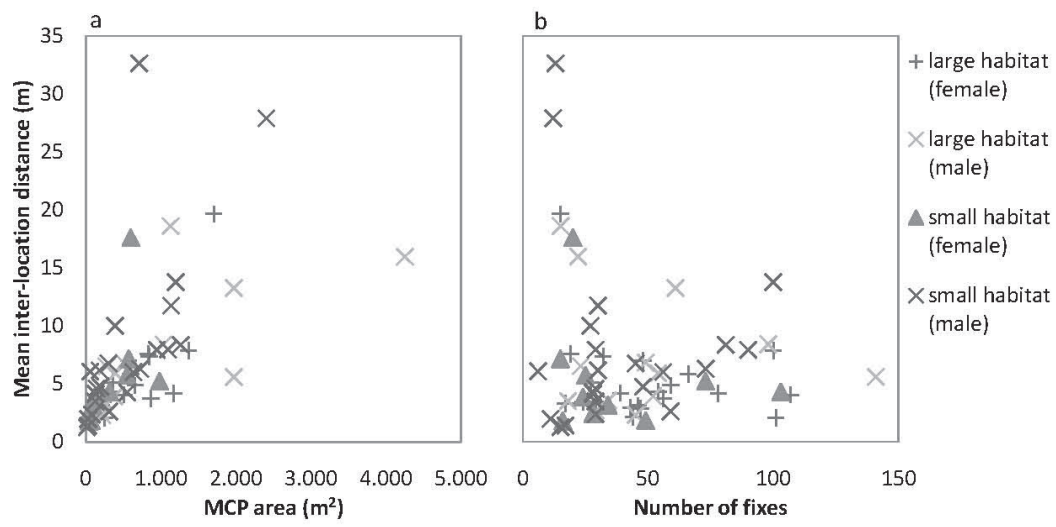 a
b
Mean inter-location distance (m)
35
30
25
20
15
10
5
0
0
1.000
2.000
3.000
4.000
5.000
MCP area (m²)
0
50
100
150
Number of fixes
large habitat
(female)
large habitat
(male)
small habitat
(female)
small habitat
(male)